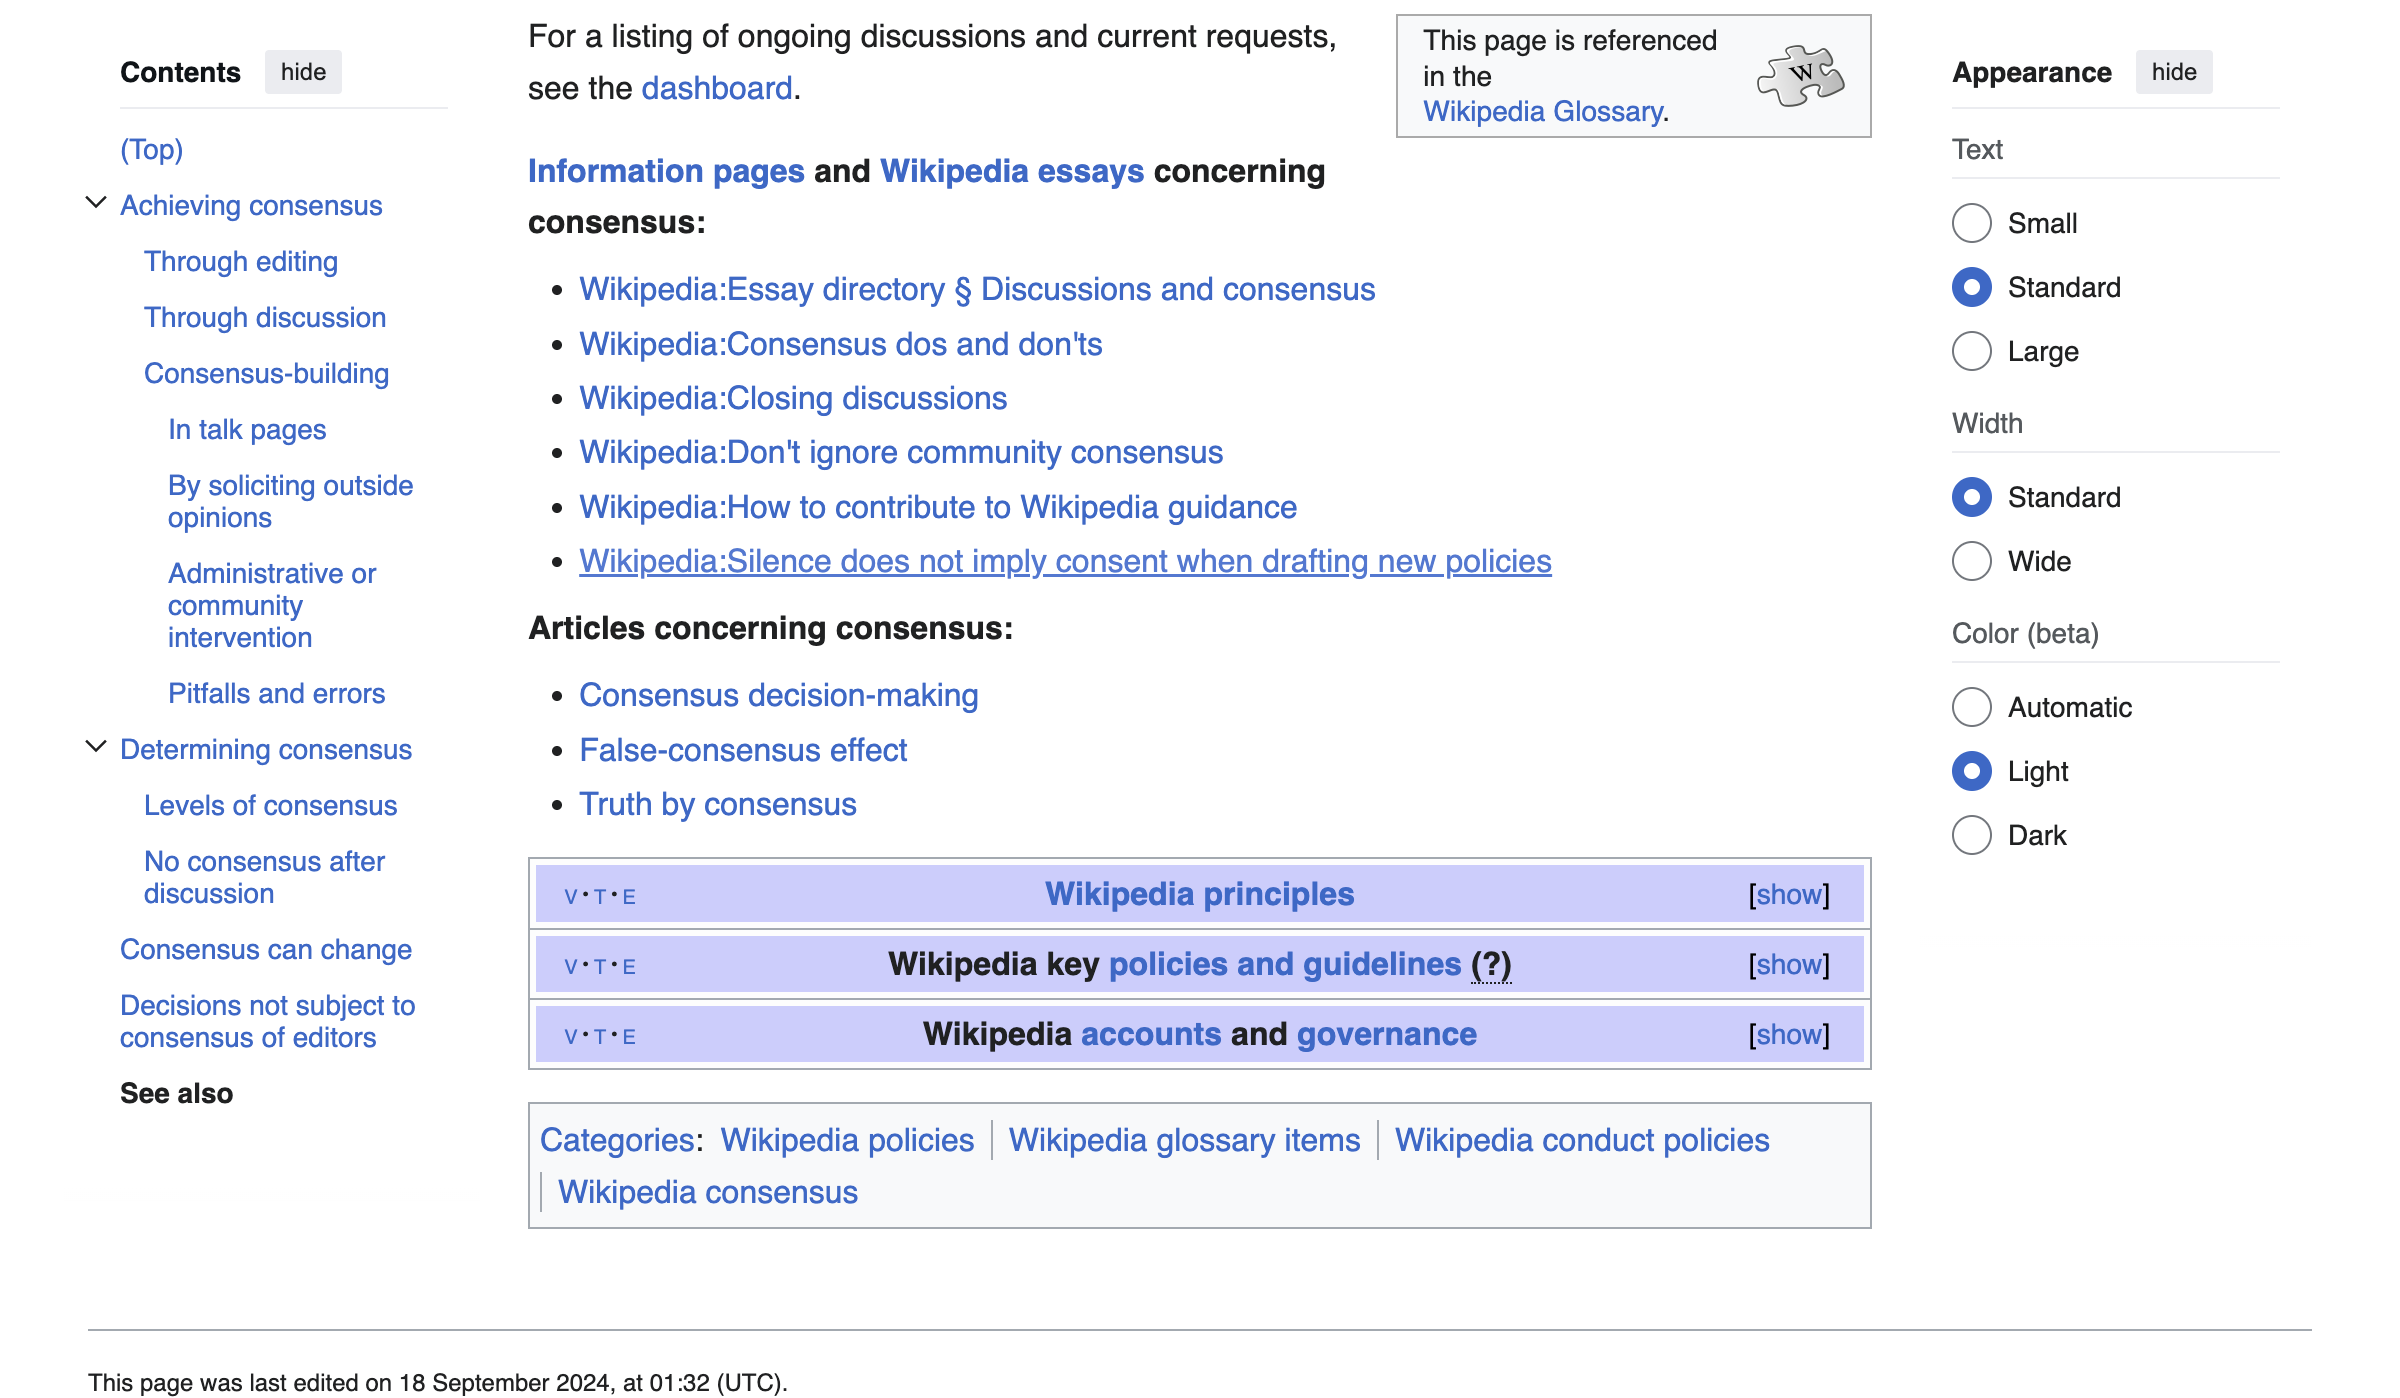 Contents hide
(Top)
Achieving consensus
Through editing
Through discussion
Consensus-building
In talk pages
By soliciting outside
opinions
Administrative or
community
intervention
Pitfalls and errors
Determining consensus
Levels of consensus
No consensus after
discussion
Consensus can change
Decisions not subject to
consensus of editors
See also
For a listing of ongoing discussions and current requests,
see the dashboard.
This page is referenced
in the
Wikipedia Glossary.
W
Information pages and Wikipedia essays concerning
consensus:
• Wikipedia:Essay directory § Discussions and consensus
• Wikipedia:Consensus dos and don'ts
• Wikipedia:Closing discussions
• Wikipedia:Don't ignore community consensus
• Wikipedia:How to contribute to Wikipedia guidance
• Wikipedia:Silence does not imply consent when drafting new policies
Articles concerning consensus:
• Consensus decision-making
• False-consensus effect
• Truth by consensus
V·T·E Wikipedia principles [show]
V·T·E Wikipedia key policies and guidelines (?) [show]
V·T·E Wikipedia accounts and governance [show]
Categories: Wikipedia policies | Wikipedia glossary items | Wikipedia conduct policies
| Wikipedia consensus
Appearance hide
Text
Small
Standard
Large
Width
Standard
Wide
Color (beta)
Automatic
Light
Dark
This page was last edited on 18 September 2024, at 01:32 (UTC).